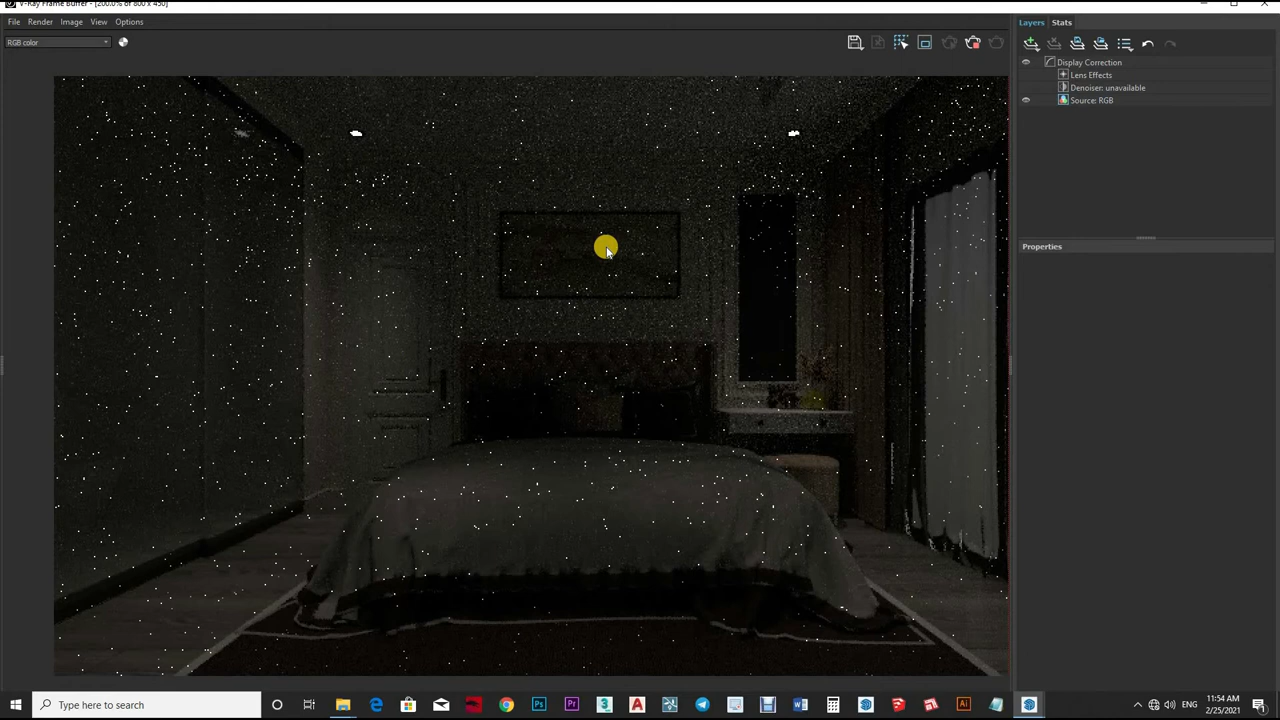 V-Ray Frame Buffer - [200.0% of 800 x 450]
File Render Image View Options
Layers Stats
RGB color
Display Correction
Lens Effects
Denoiser: unavailable
Source: RGB
Properties
Type here to search
ENG
11:54 AM
2/25/2021